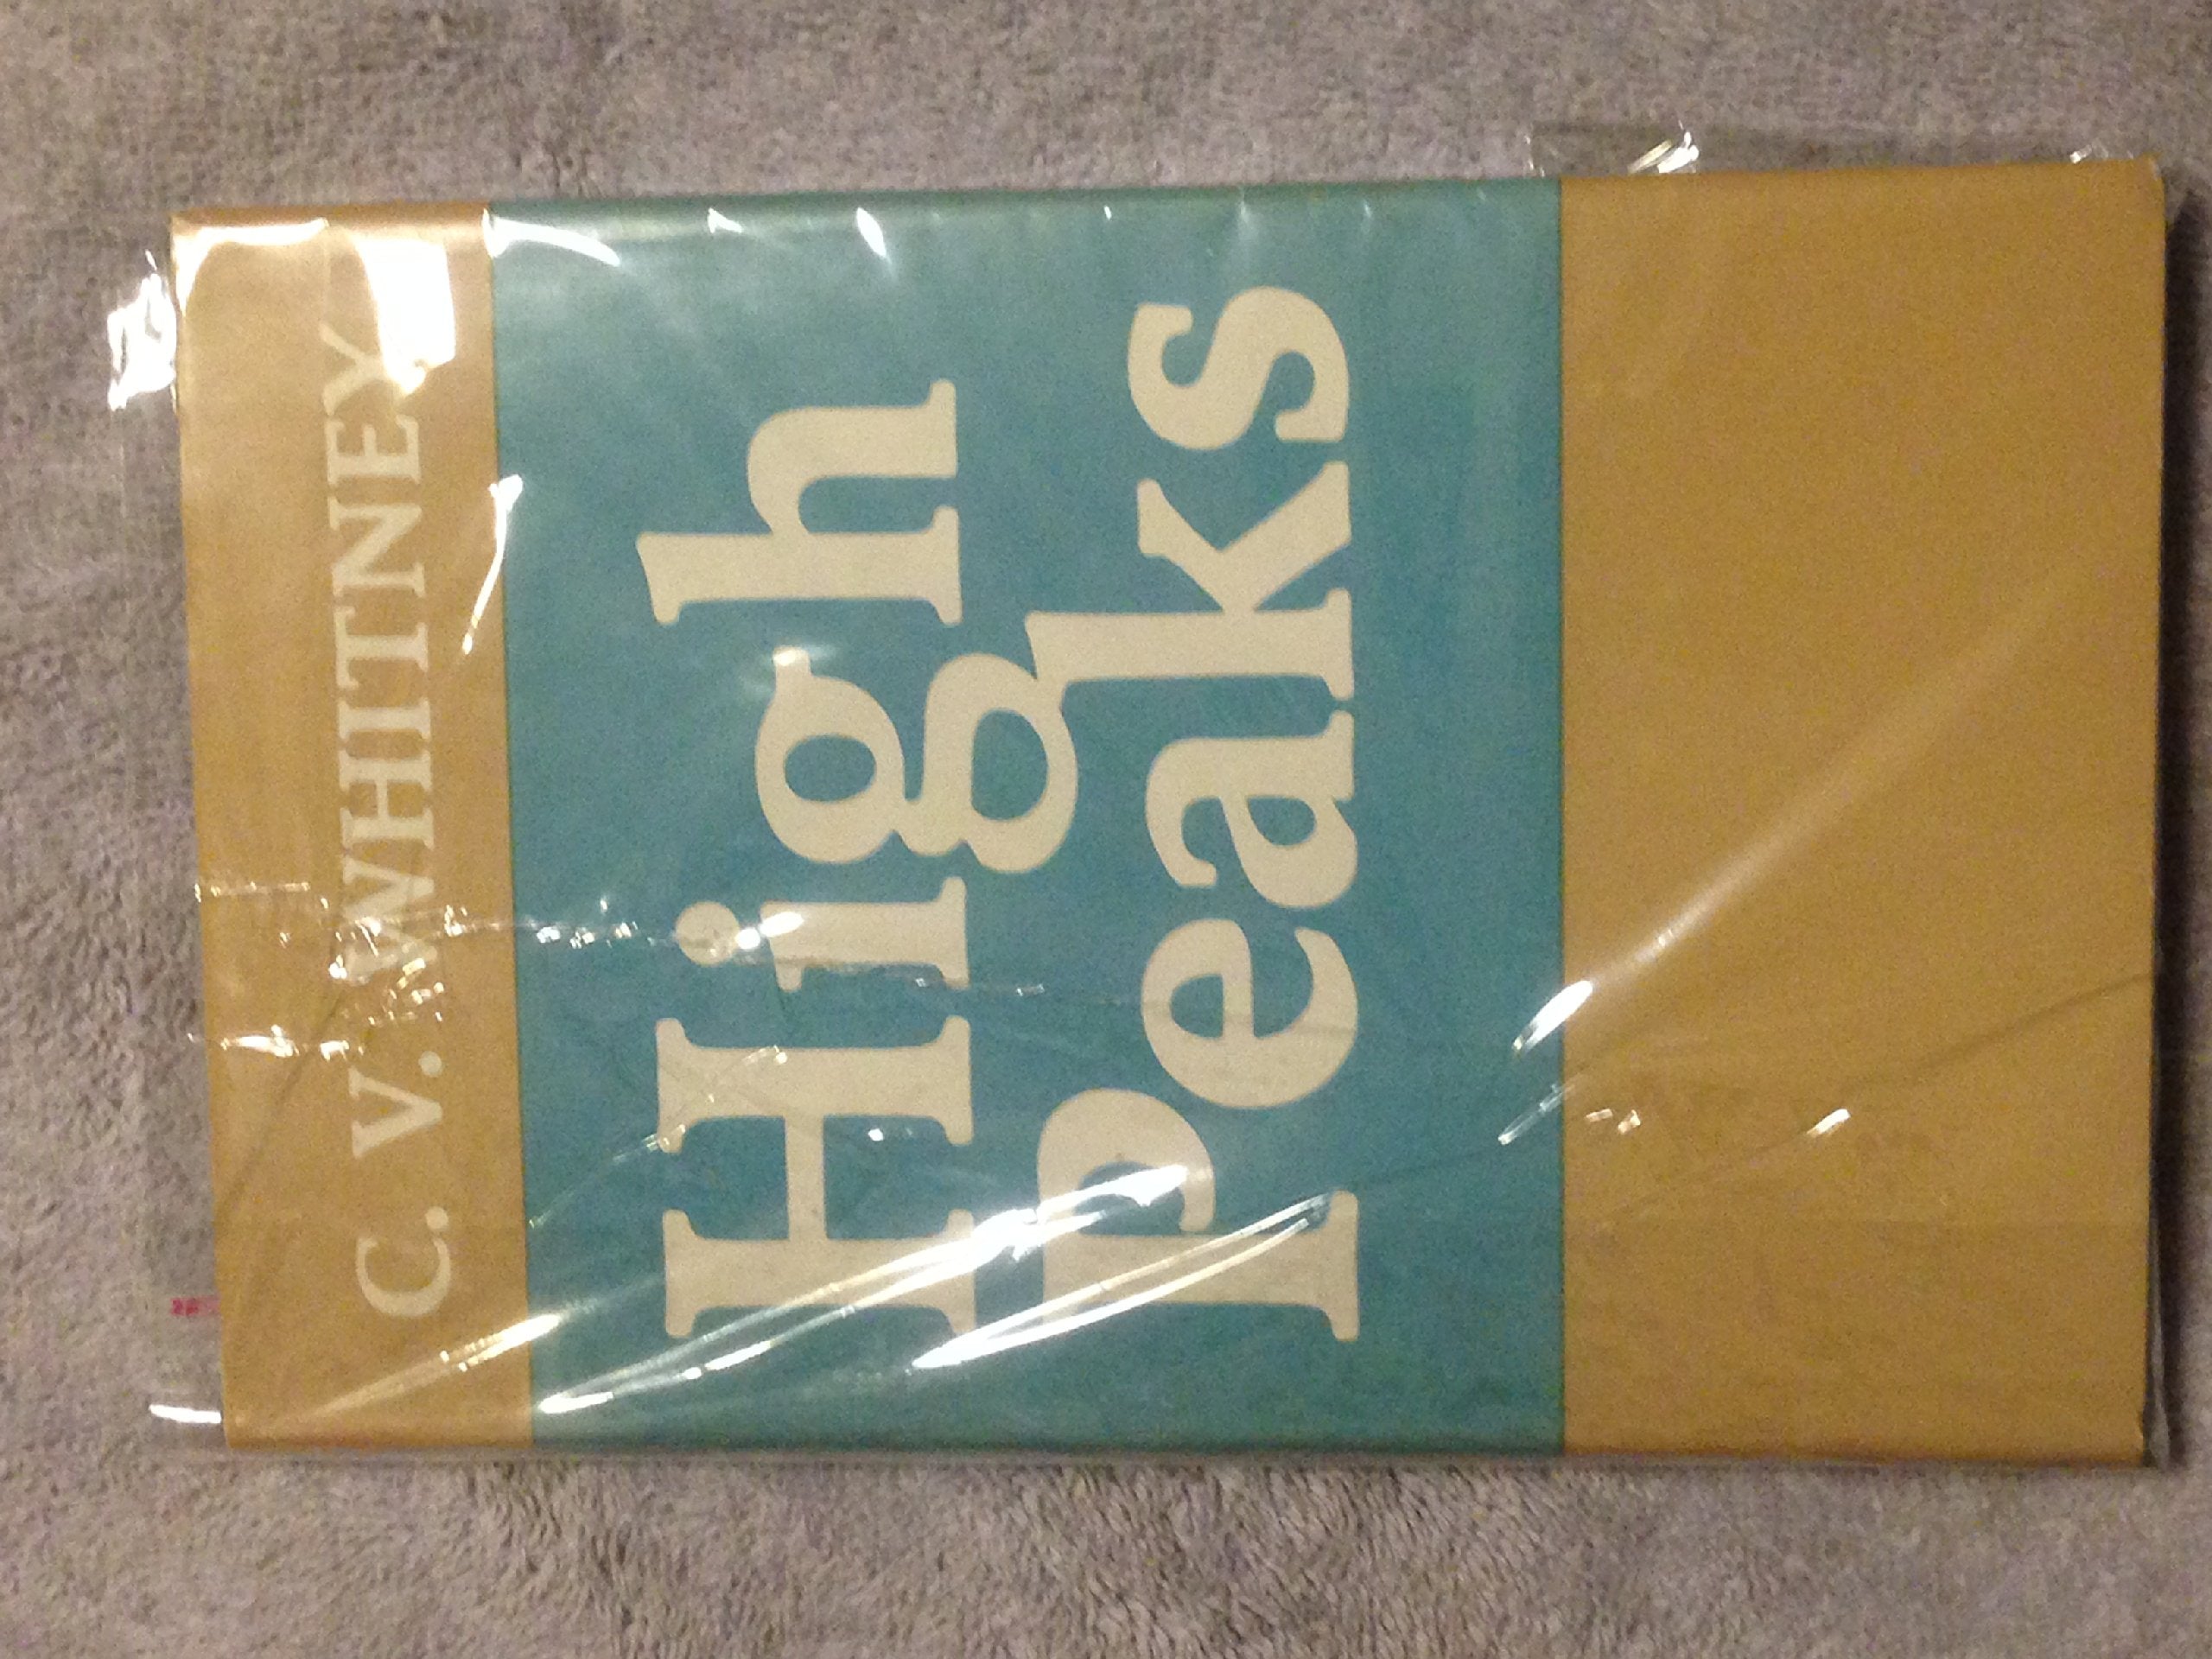 C. V. WHITNEY
High
Peaks